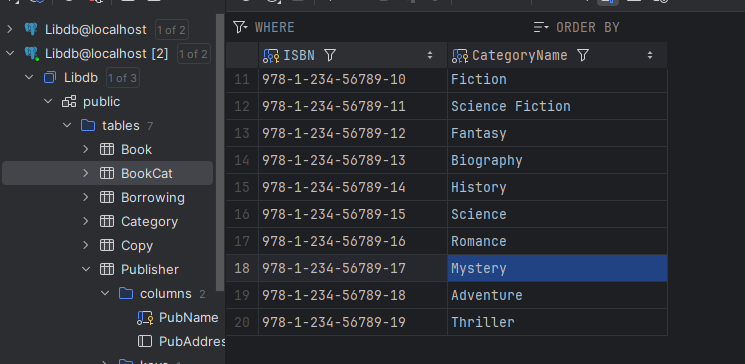 Libdb@localhost 1 of 2
Libdb@localhost [2] 1 of 2
Libdb 1 of 3
public
tables 7
Book
BookCat
Borrowing
Category
Copy
Publisher
columns 2
PubName
PubAddres
WHERE ORDER BY
ISBN CategoryName
11 978-1-234-56789-10 Fiction
12 978-1-234-56789-11 Science Fiction
13 978-1-234-56789-12 Fantasy
14 978-1-234-56789-13 Biography
15 978-1-234-56789-14 History
16 978-1-234-56789-15 Science
17 978-1-234-56789-16 Romance
18 978-1-234-56789-17 Mystery
19 978-1-234-56789-18 Adventure
20 978-1-234-56789-19 Thriller